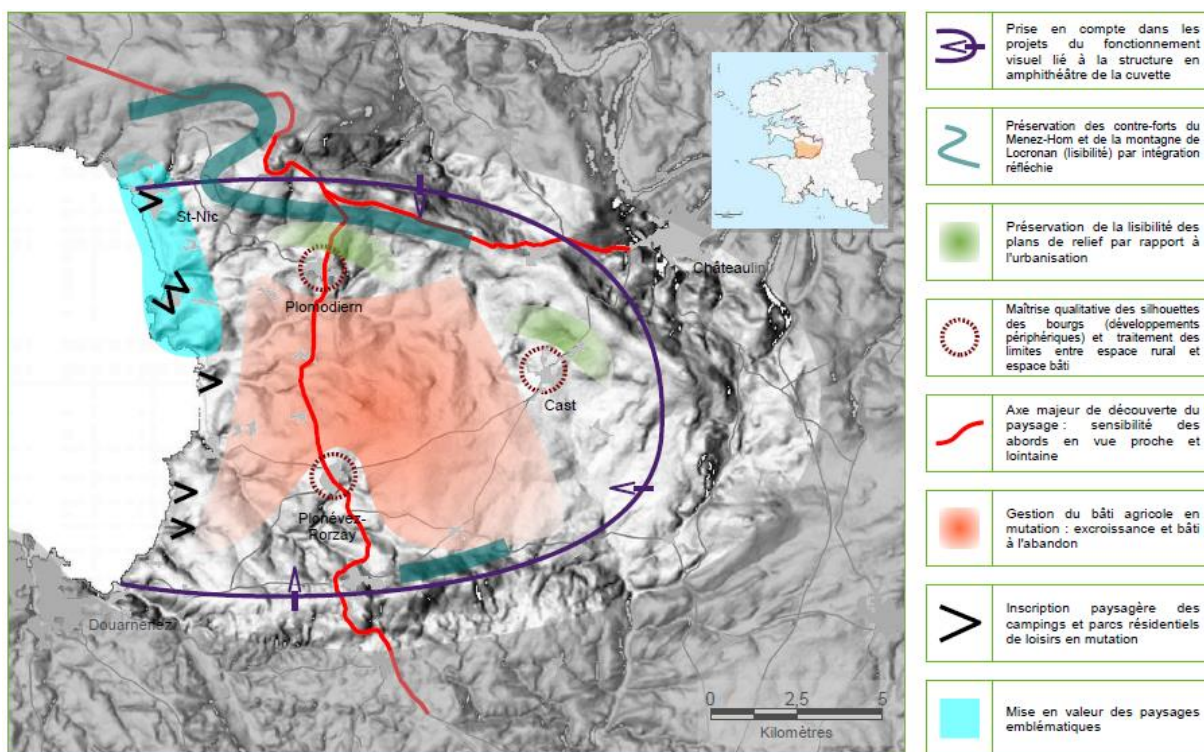 St-Nic
Plomodiern
Châteaulin
Cast
Plonévez-
Porzay
Douarnenez
0 2,5 5
Kilomètres
Prise en compte dans les
projets du fonctionnement
visuel lié à la structure en
amphithéâtre de la cuvette
Préservation des contre-forts du
Menez-Hom et de la montagne de
Locronan (lisibilité) par intégration
réfléchie
Préservation de la lisibilité des
plans de relief par rapport à
l'urbanisation
Maîtrise qualitative des silhouettes
des bourgs (développements
périphériques) et traitement des
limites entre espace rural et
espace bâti
Axe majeur de découverte du
paysage : sensibilité des
abords en vue proche et
lointaine
Gestion du bâti agricole en
mutation : excroissance et bâti
à l'abandon
Inscription paysagère des
campings et parcs résidentiels
de loisirs en mutation
Mise en valeur des paysages
emblématiques